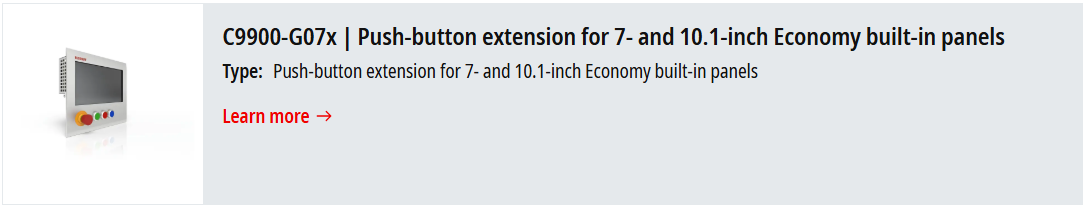 C9900-G07x | Push-button extension for 7- and 10.1-inch Economy built-in panels
Type: Push-button extension for 7- and 10.1-inch Economy built-in panels
Learn more →